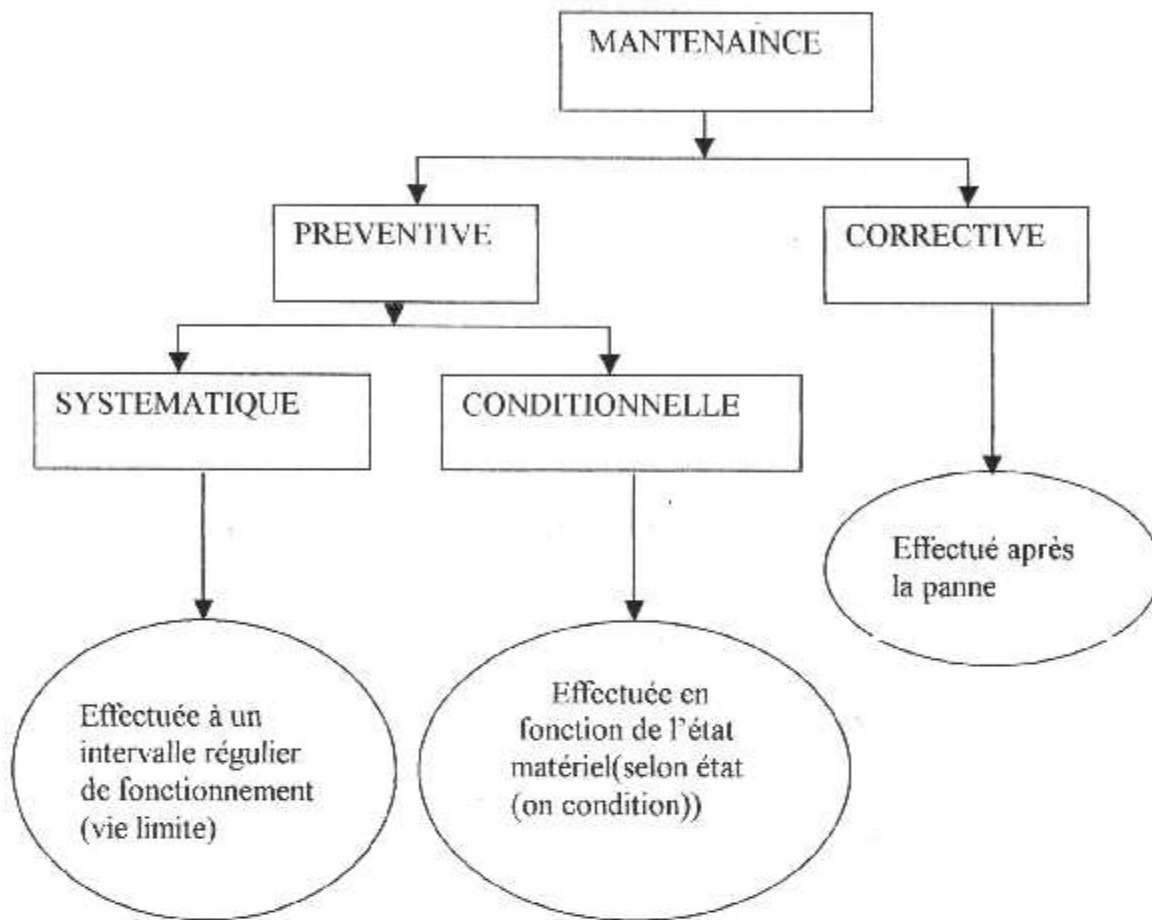 MANTENAINCE
PREVENTIVE
CORRECTIVE
SYSTEMATIQUE
CONDITIONNELLE
Effectué après
la panne
Effectuée à un
intervalle régulier
de fonctionnement
(vie limite)
Effectuée en
fonction de l'état
matériel(selon état
(on condition))